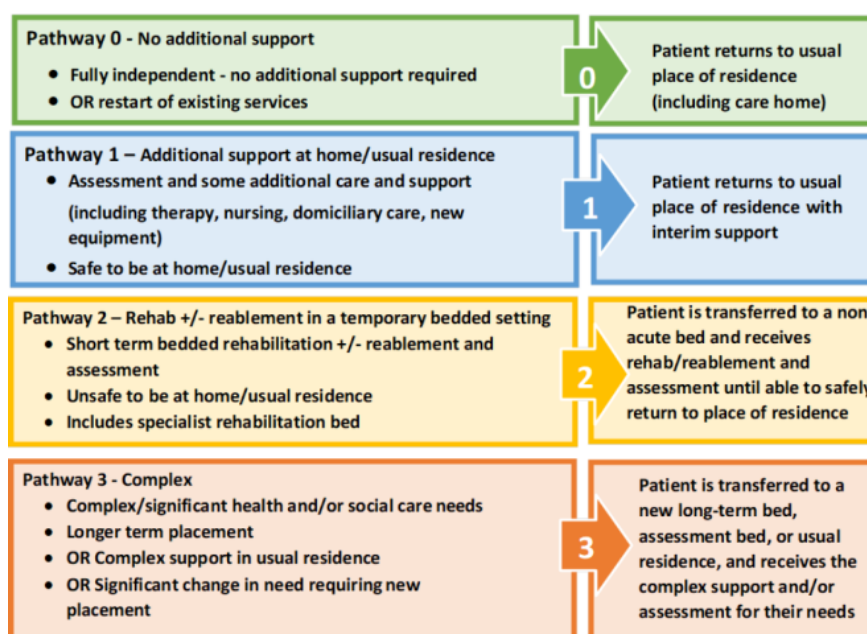 Pathway 0 - No additional support
• Fully independent - no additional support required
• OR restart of existing services
0
Patient returns to usual
place of residence
(including care home)
Pathway 1 – Additional support at home/usual residence
• Assessment and some additional care and support
(including therapy, nursing, domiciliary care, new
equipment)
• Safe to be at home/usual residence
1
Patient returns to usual
place of residence with
interim support
Pathway 2 – Rehab +/- reablement in a temporary bedded setting
• Short term bedded rehabilitation +/- reablement and
assessment
• Unsafe to be at home/usual residence
• Includes specialist rehabilitation bed
2
Patient is transferred to a non
acute bed and receives
rehab/reablement and
assessment until able to safely
return to place of residence
Pathway 3 - Complex
• Complex/significant health and/or social care needs
• Longer term placement
• OR Complex support in usual residence
• OR Significant change in need requiring new
placement
3
Patient is transferred to a
new long-term bed,
assessment bed, or usual
residence, and receives the
complex support and/or
assessment for their needs